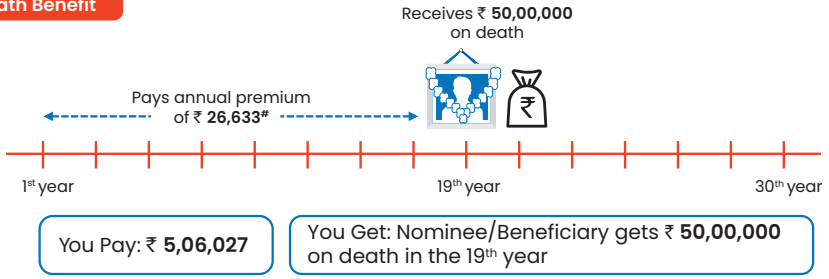 ath Benefit
Receives ₹ 50,00,000
on death
Pays annual premium
of ₹ 26,633#
₹
1st year
19th year
30th year
You Pay: ₹ 5,06,027
You Get: Nominee/Beneficiary gets ₹ 50,00,000
on death in the 19th year